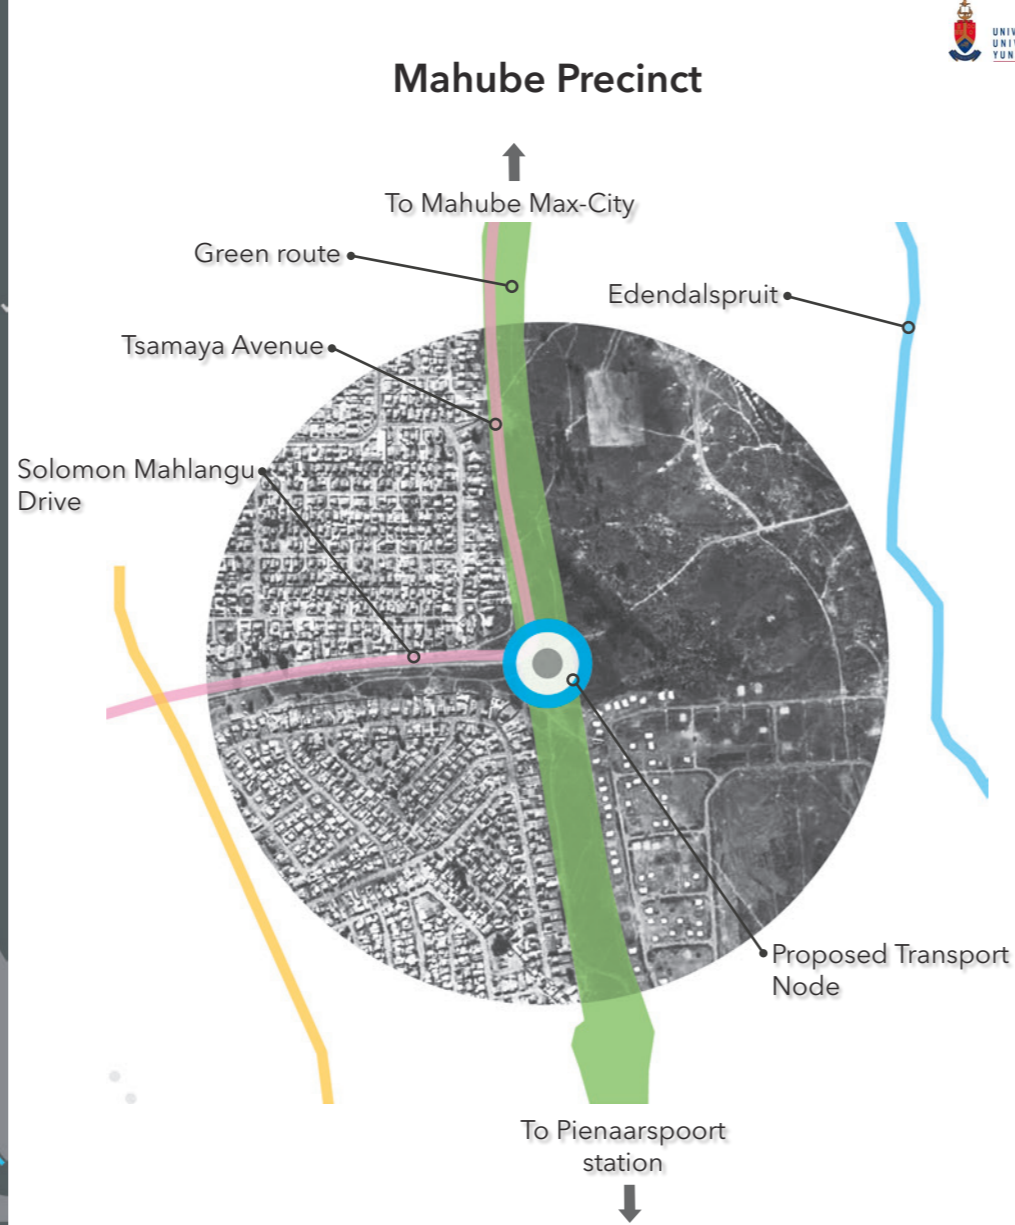 Mahube Precinct
To Mahube Max-City
Green route
Edendalspruit
Tsamaya Avenue
Solomon Mahlangu
Drive
Proposed Transport
Node
To Pienaarspoort
station